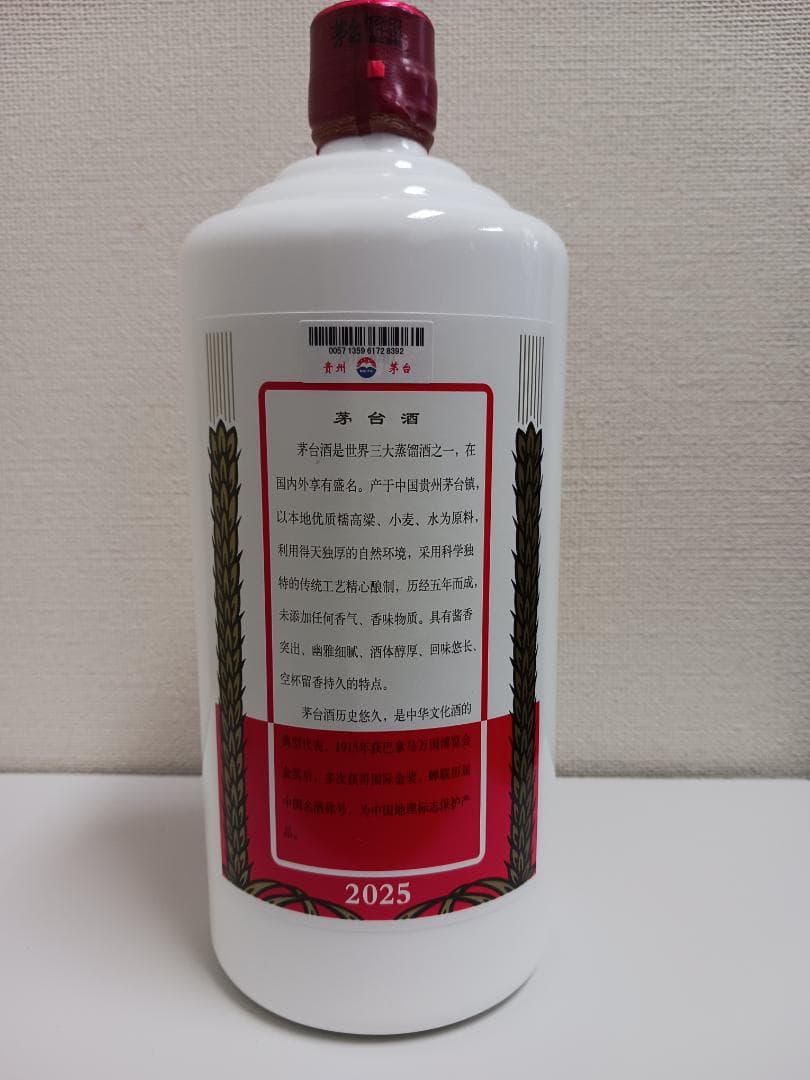 茅台
0057 1359 6172 8392
贵州 茅台
茅台酒
茅台酒是世界三大蒸馏酒之一，在
国内外享有盛名。产于中国贵州茅台镇，
以本地优质糯高粱、小麦、水为原料，
利用得天独厚的自然环境，采用科学独
特的传统工艺精心酿制，历经五年而成，
未添加任何香气、香味物质。具有酱香
突出、幽雅细腻、酒体醇厚、回味悠长、
空杯留香持久的特点。
茅台酒历史悠久，是中华文化酒的
典型代表，1915年获巴拿马万国博览会
金奖后，多次获得国际金奖，蝉联历届
中国名酒称号，为中国地理标志保护产
品。
2025